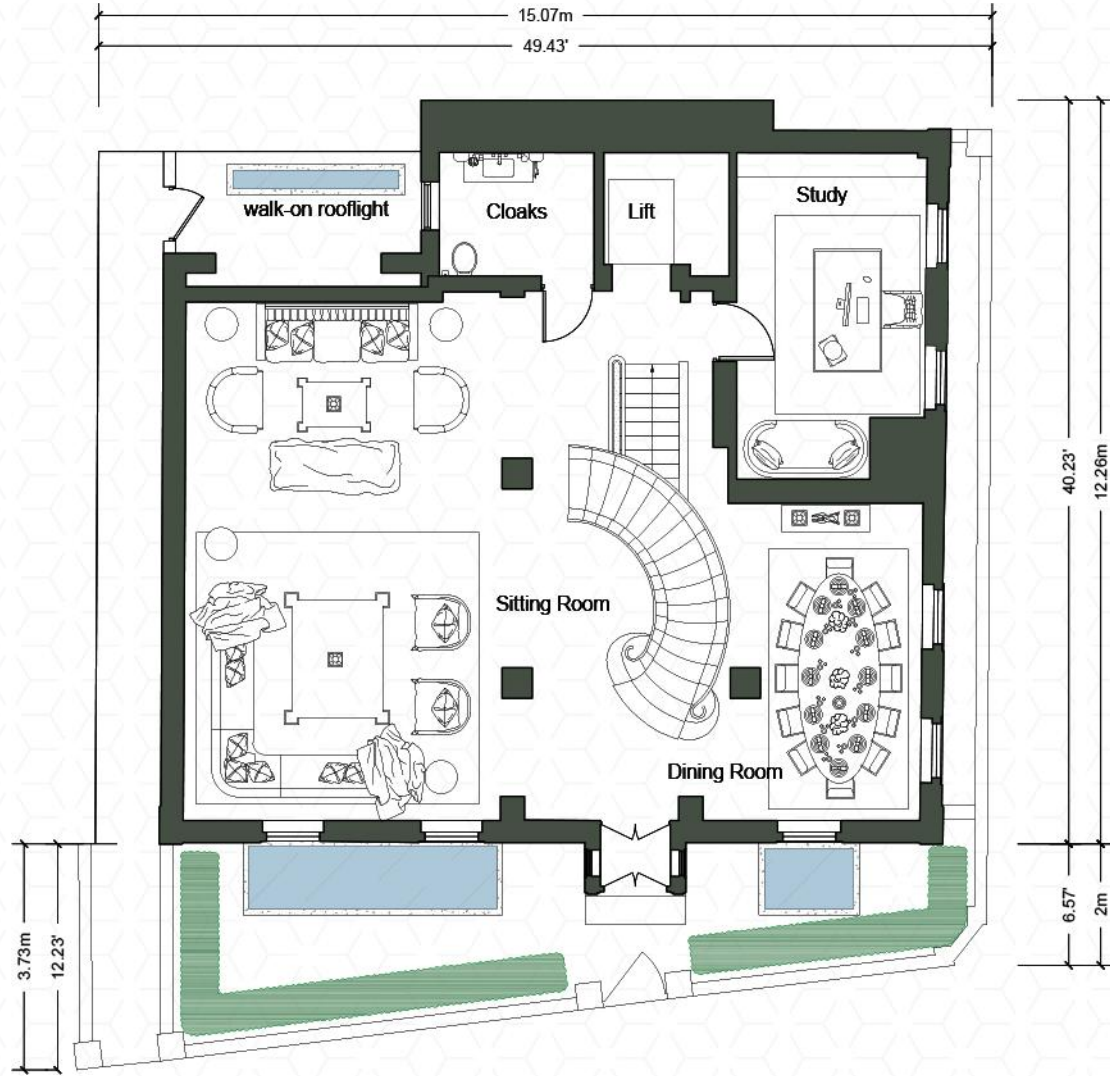 15.07m
49.43'
walk-on rooflight
Cloaks
Lift
Study
40.23'
12.26m
Sitting Room
Dining Room
3.73m
12.23'
6.57'
2m